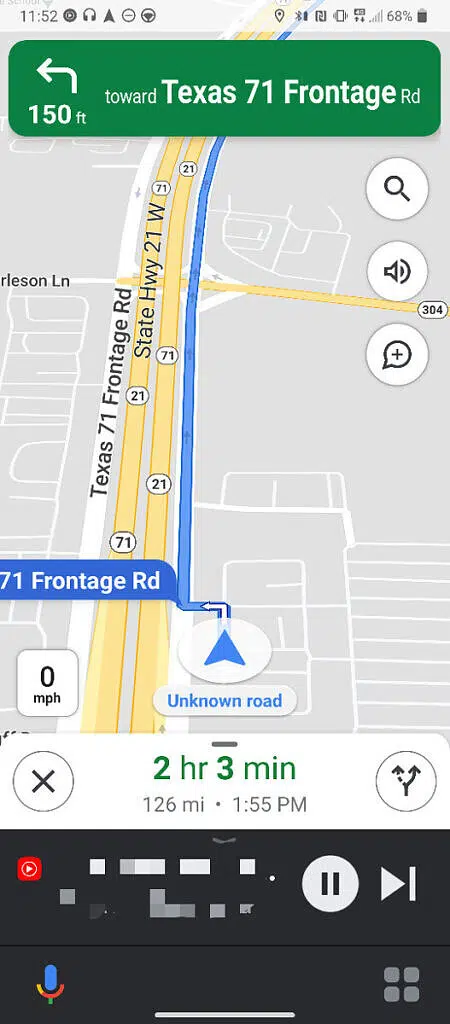 11:52
68%
150 ft
toward Texas 71 Frontage Rd
21
71
rleson Ln
State Hwy 21 W
Texas 71 Frontage Rd
304
71
21
21
71
71 Frontage Rd
0
mph
Unknown road
2 hr 3 min
126 mi • 1:55 PM